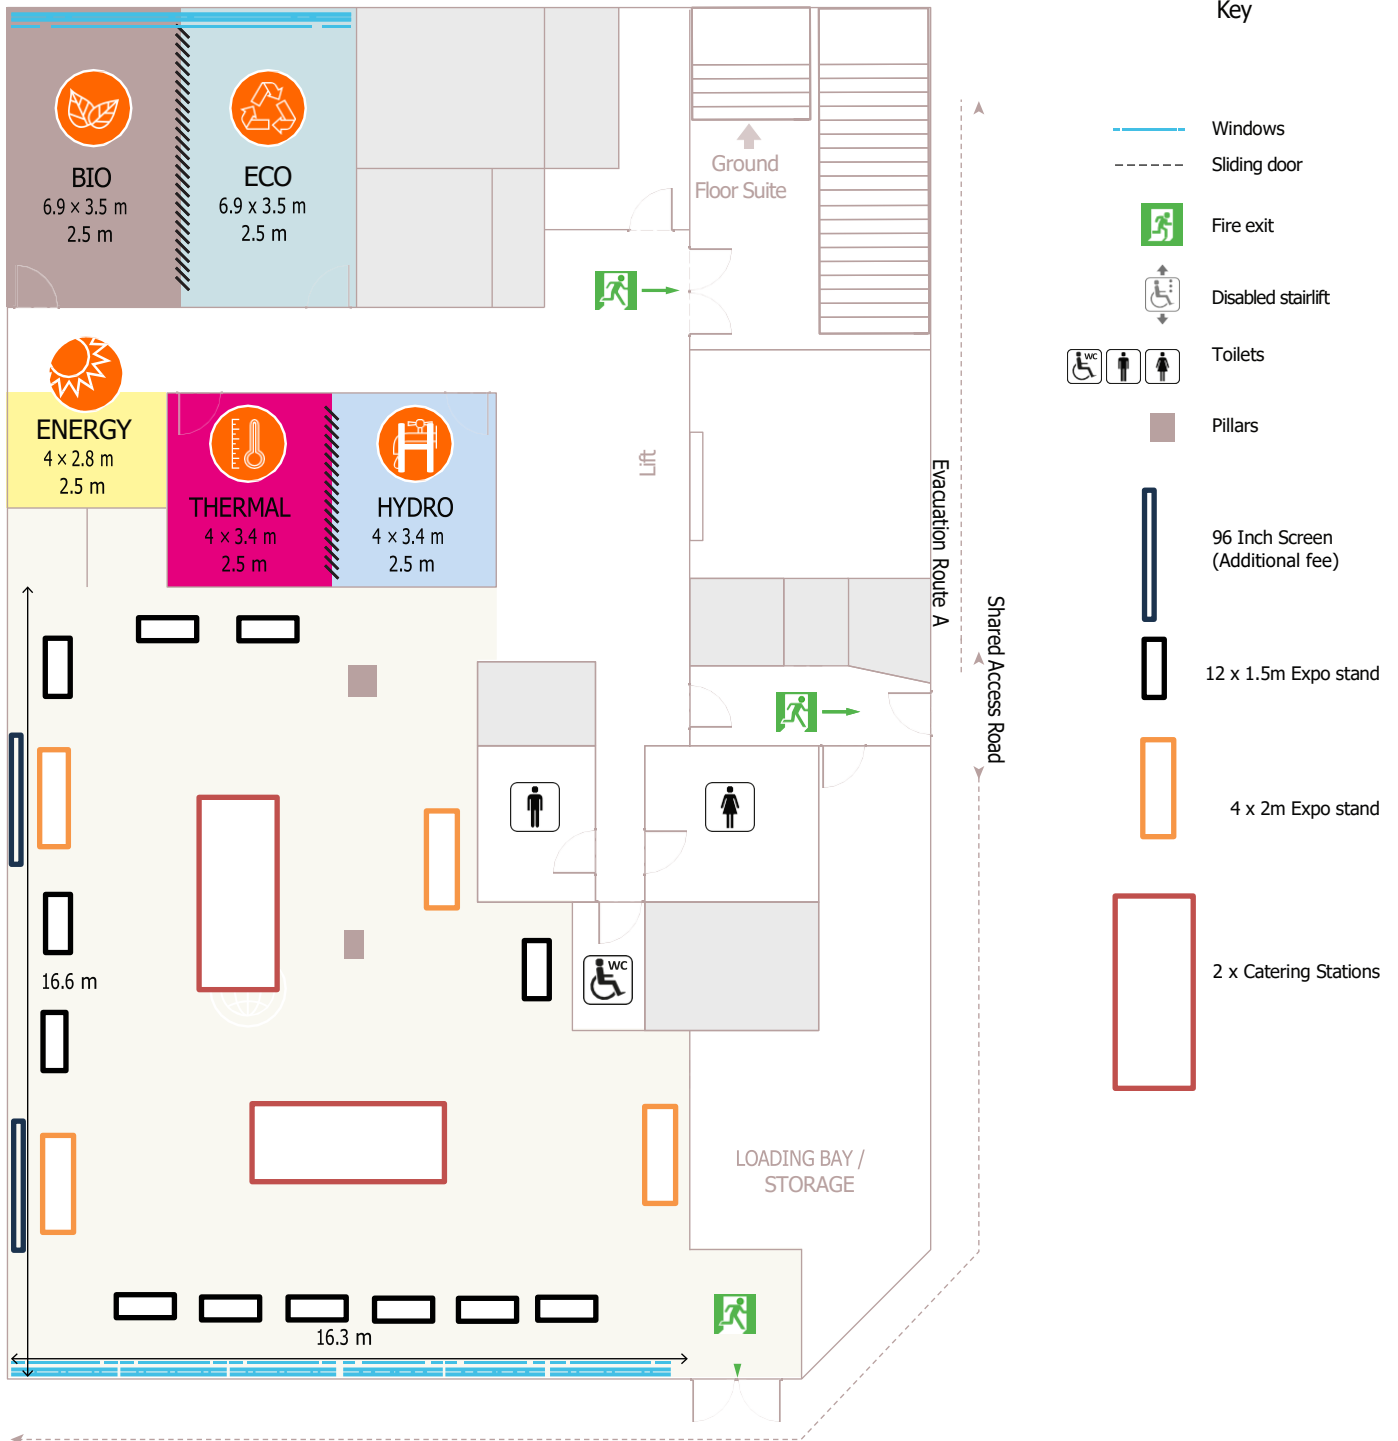 Key
Windows
Sliding door
Fire exit
Disabled stairlift
WC
Toilets
Pillars
96 Inch Screen
(Additional fee)
12 x 1.5m Expo stand
4 x 2m Expo stand
2 x Catering Stations
BIO
6.9 × 3.5 m
2.5 m
ECO
6.9 x 3.5 m
2.5 m
Ground
Floor Suite
ENERGY
4 × 2.8 m
2.5 m
THERMAL
4 × 3.4 m
2.5 m
HYDRO
4 × 3.4 m
2.5 m
Lift
Evacuation Route A
Shared Access Road
WC
16.6 m
LOADING BAY /
STORAGE
16.3 m